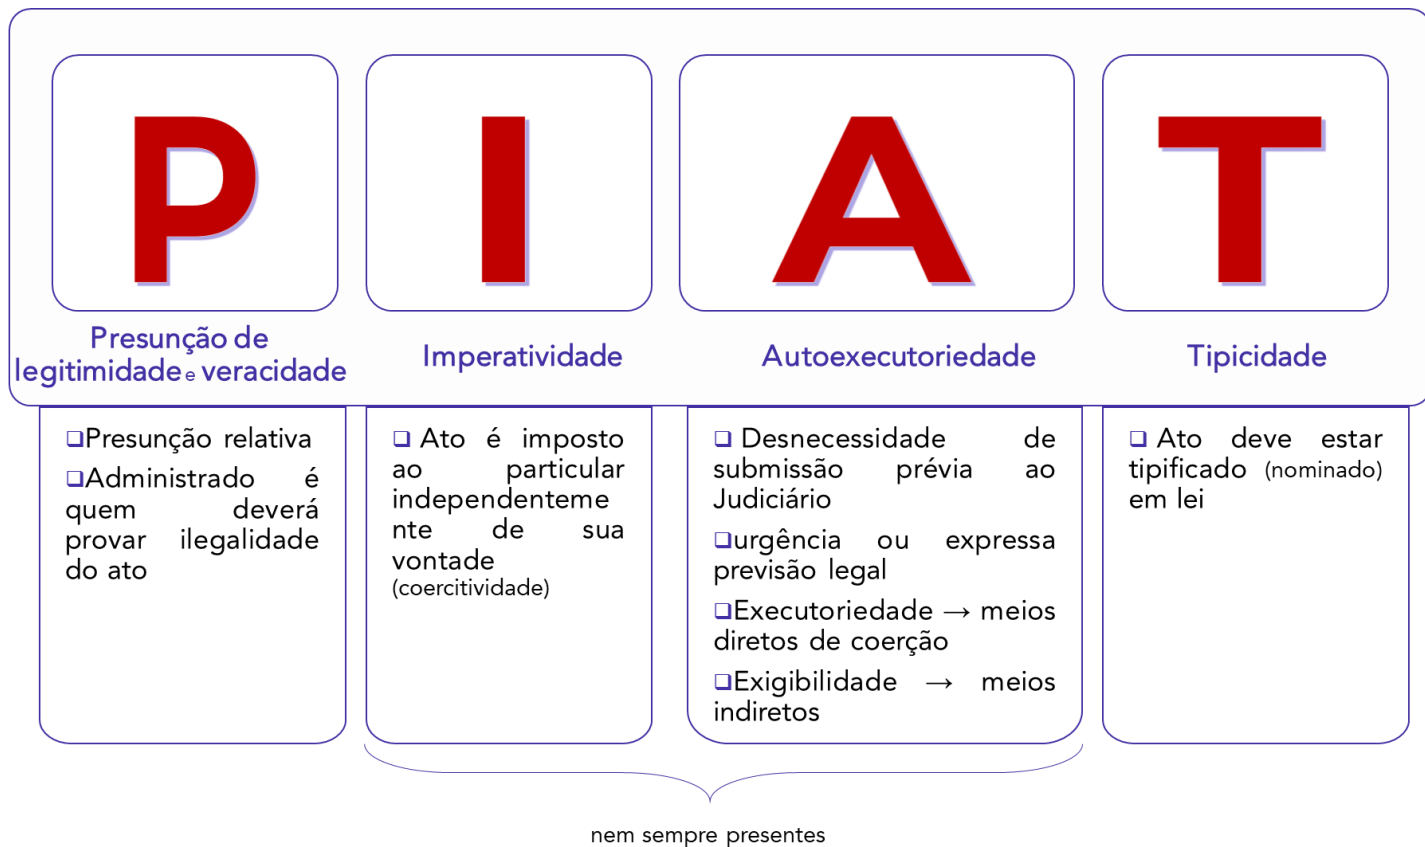 P
I
A
T
Presunção de
legitimidade e veracidade
Imperatividade
Autoexecutoriedade
Tipicidade
❑Presunção relativa
❑Administrado é
quem deverá
provar ilegalidade
do ato
❑ Ato é imposto
ao particular
independenteme
nte de sua
vontade
(coercitividade)
❑ Desnecessidade de
submissão prévia ao
Judiciário
❑urgência ou expressa
previsão legal
❑Executoriedade → meios
diretos de coerção
❑Exigibilidade → meios
indiretos
❑ Ato deve estar
tipificado (nominado)
em lei
nem sempre presentes